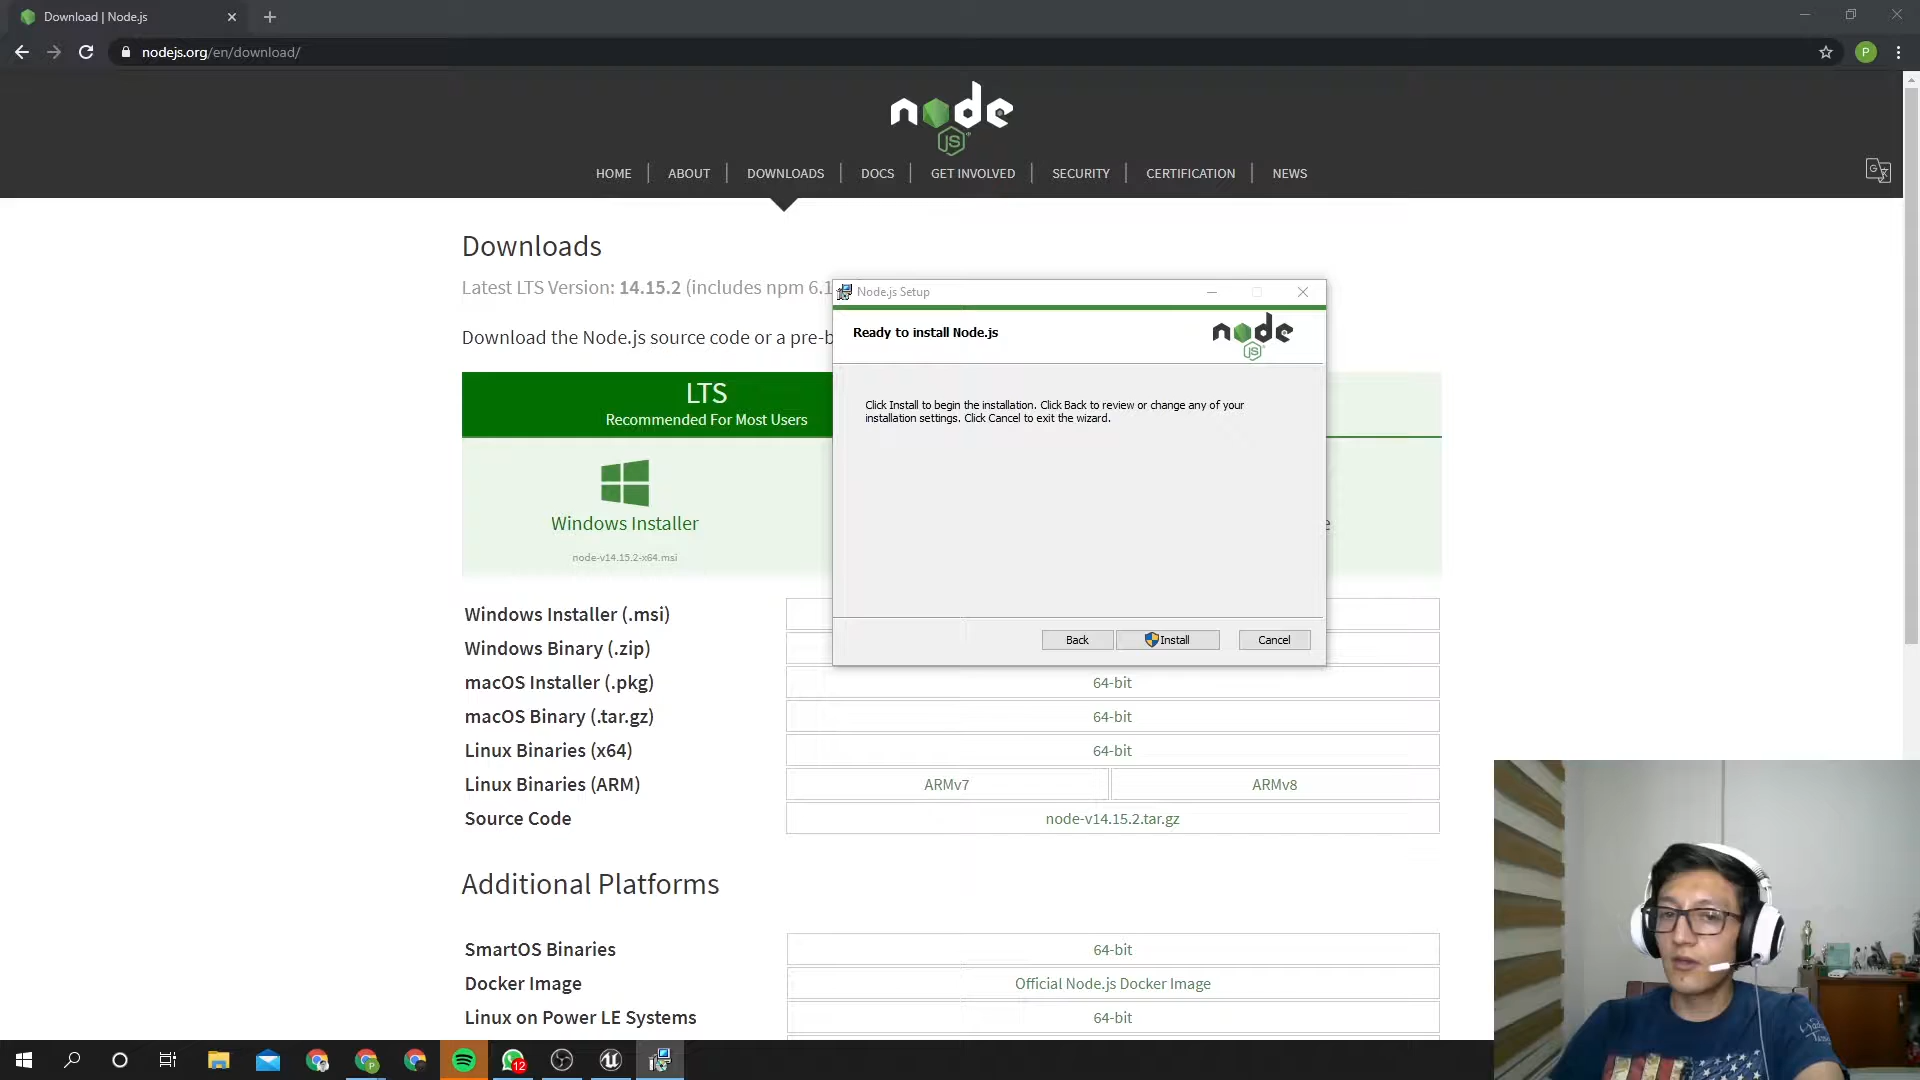 Download | Node.js
nodejs.org/en/download/
P
node
JS
HOME
ABOUT
DOWNLOADS
DOCS
GET INVOLVED
SECURITY
CERTIFICATION
NEWS
Downloads
Latest LTS Version: 14.15.2 (includes npm 6.1
Download the Node.js source code or a pre-b
LTS
Recommended For Most Users
Windows Installer
node-v14.15.2-x64.msi
Node.js Setup
Ready to install Node.js
node
JS
Click Install to begin the installation. Click Back to review or change any of your
installation settings. Click Cancel to exit the wizard.
Back
Install
Cancel
e
Windows Installer (.msi)
Windows Binary (.zip)
macOS Installer (.pkg)
64-bit
macOS Binary (.tar.gz)
64-bit
Linux Binaries (x64)
64-bit
Linux Binaries (ARM)
ARMv7
ARMv8
Source Code
node-v14.15.2.tar.gz
Additional Platforms
SmartOS Binaries
64-bit
Docker Image
Official Node.js Docker Image
Linux on Power LE Systems
64-bit
12